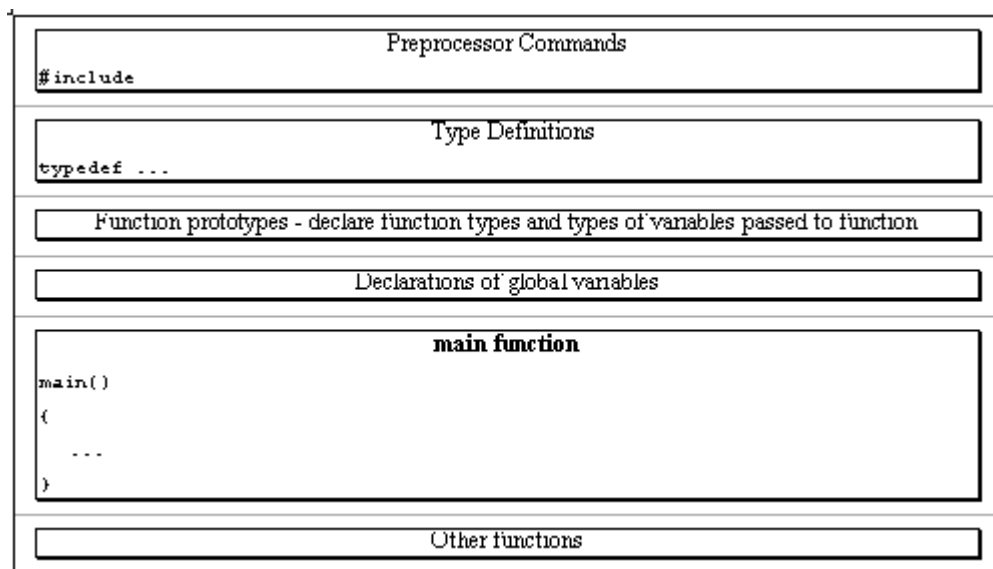 Preprocessor Commands
#include
Type Definitions
typedef ...
Function prototypes - declare function types and types of variables passed to function
Declarations of global variables
main function
main()
{
...
}
Other functions